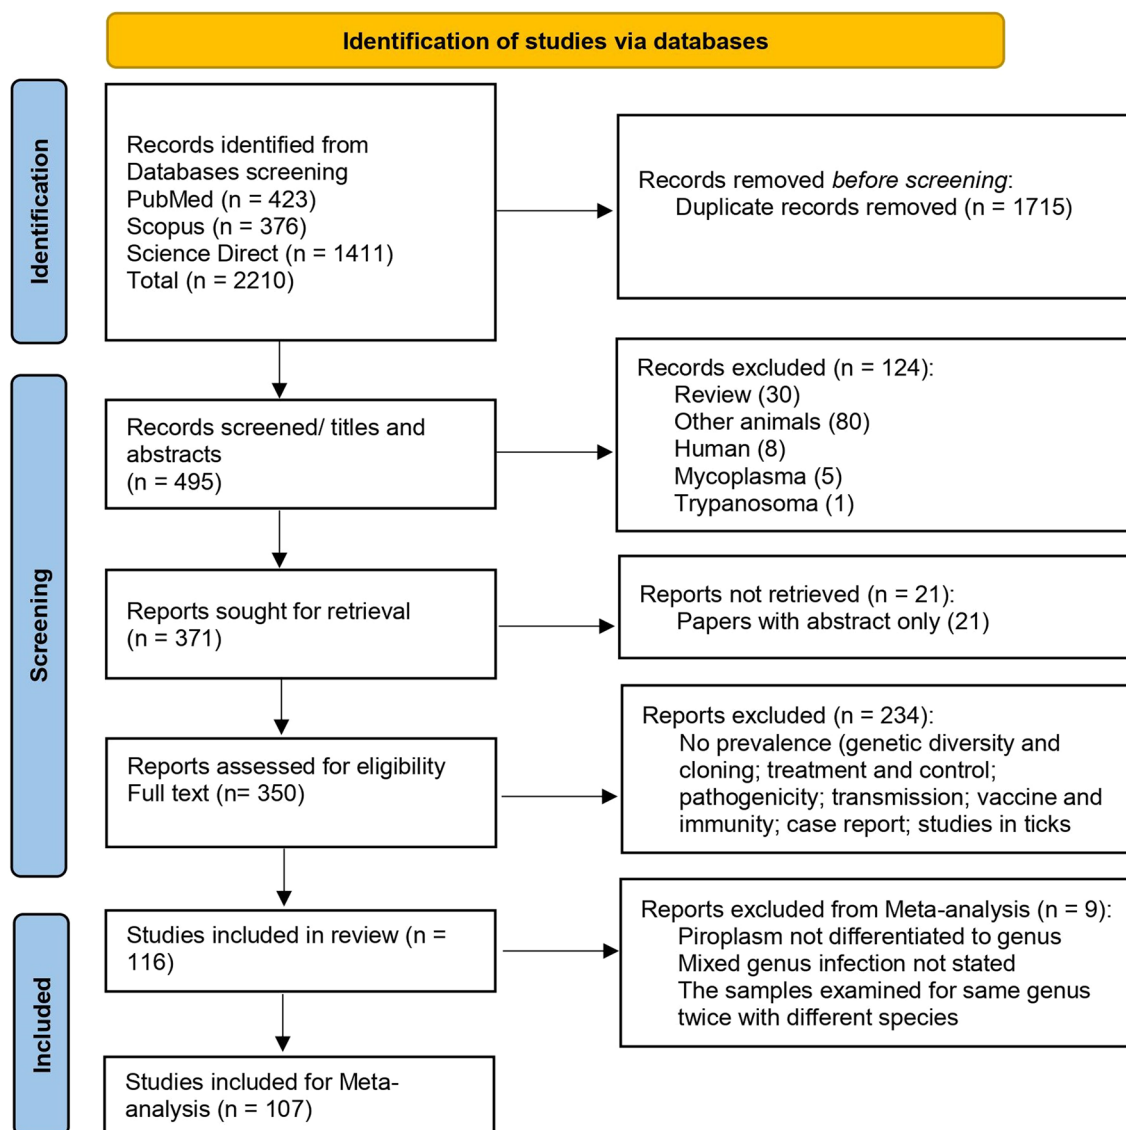 Identification of studies via databases
Identification
Records identified from
Databases screening
PubMed (n = 423)
Scopus (n = 376)
Science Direct (n = 1411)
Total (n = 2210)
Records removed before screening:
Duplicate records removed (n = 1715)
Screening
Records screened/ titles and
abstracts
(n = 495)
Records excluded (n = 124):
Review (30)
Other animals (80)
Human (8)
Mycoplasma (5)
Trypanosoma (1)
Reports sought for retrieval
(n = 371)
Reports not retrieved (n = 21):
Papers with abstract only (21)
Reports assessed for eligibility
Full text (n= 350)
Reports excluded (n = 234):
No prevalence (genetic diversity and
cloning; treatment and control;
pathogenicity; transmission; vaccine and
immunity; case report; studies in ticks
Included
Studies included in review (n =
116)
Reports excluded from Meta-analysis (n = 9):
Piroplasm not differentiated to genus
Mixed genus infection not stated
The samples examined for same genus
twice with different species
Studies included for Meta-
analysis (n = 107)